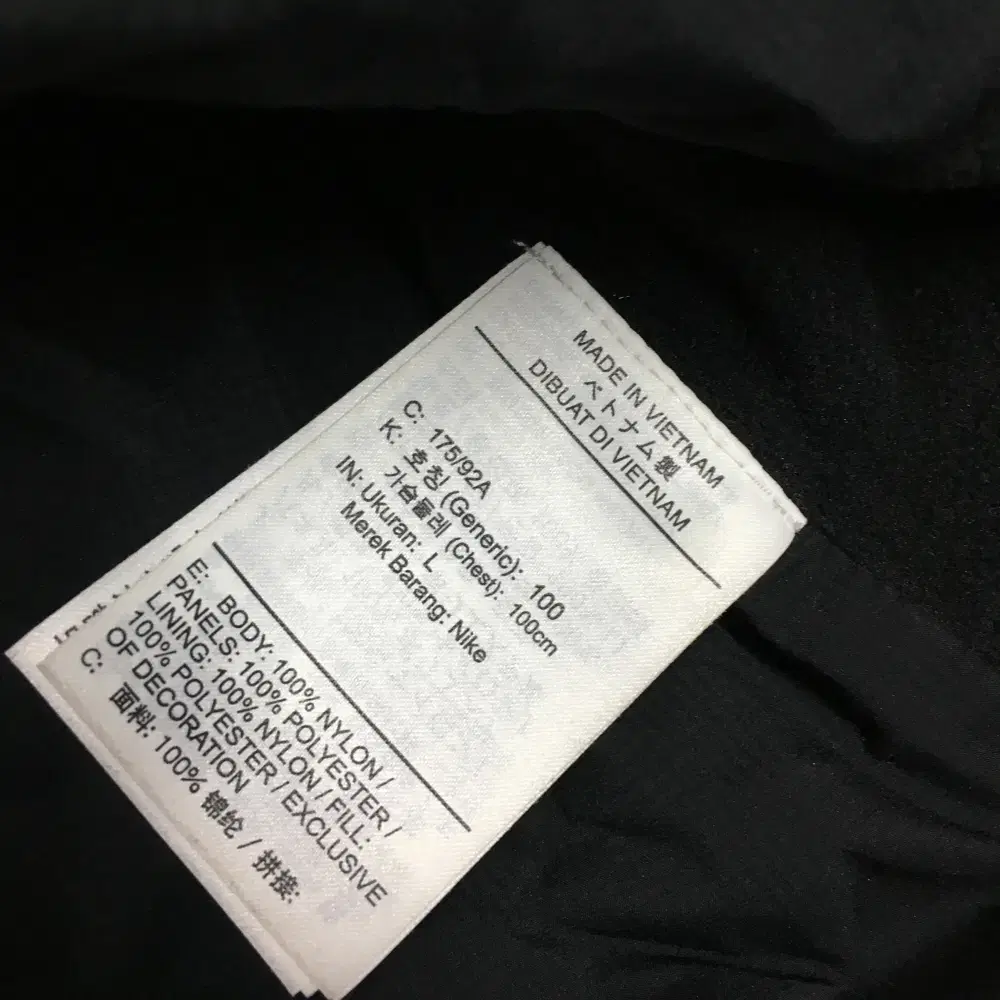 MADE IN VIETNAM
ベトナム製
DIBUAT DI VIETNAM
C: 175/92A
K: 호칭 (Generic): 100
가슴둘레 (Chest): 100cm
IN: Ukuran: L
Merek Barang: Nike
E: BODY: 100% NYLON /
PANELS: 100% POLYESTER /
LINING: 100% NYLON / FILL:
100% POLYESTER / EXCLUSIVE
OF DECORATION
C: 面料: 100% 锦纶 / 拼接: